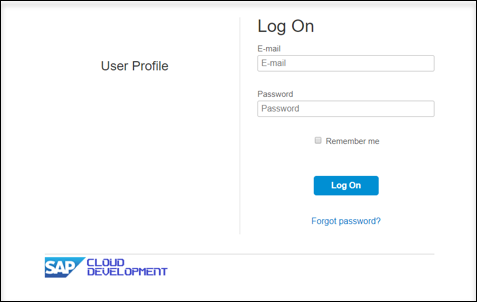 User Profile
Log On
E-mail
E-mail
Password
Password
Remember me
Log On
Forgot password?
SAP CLOUD
DEVELOPMENT